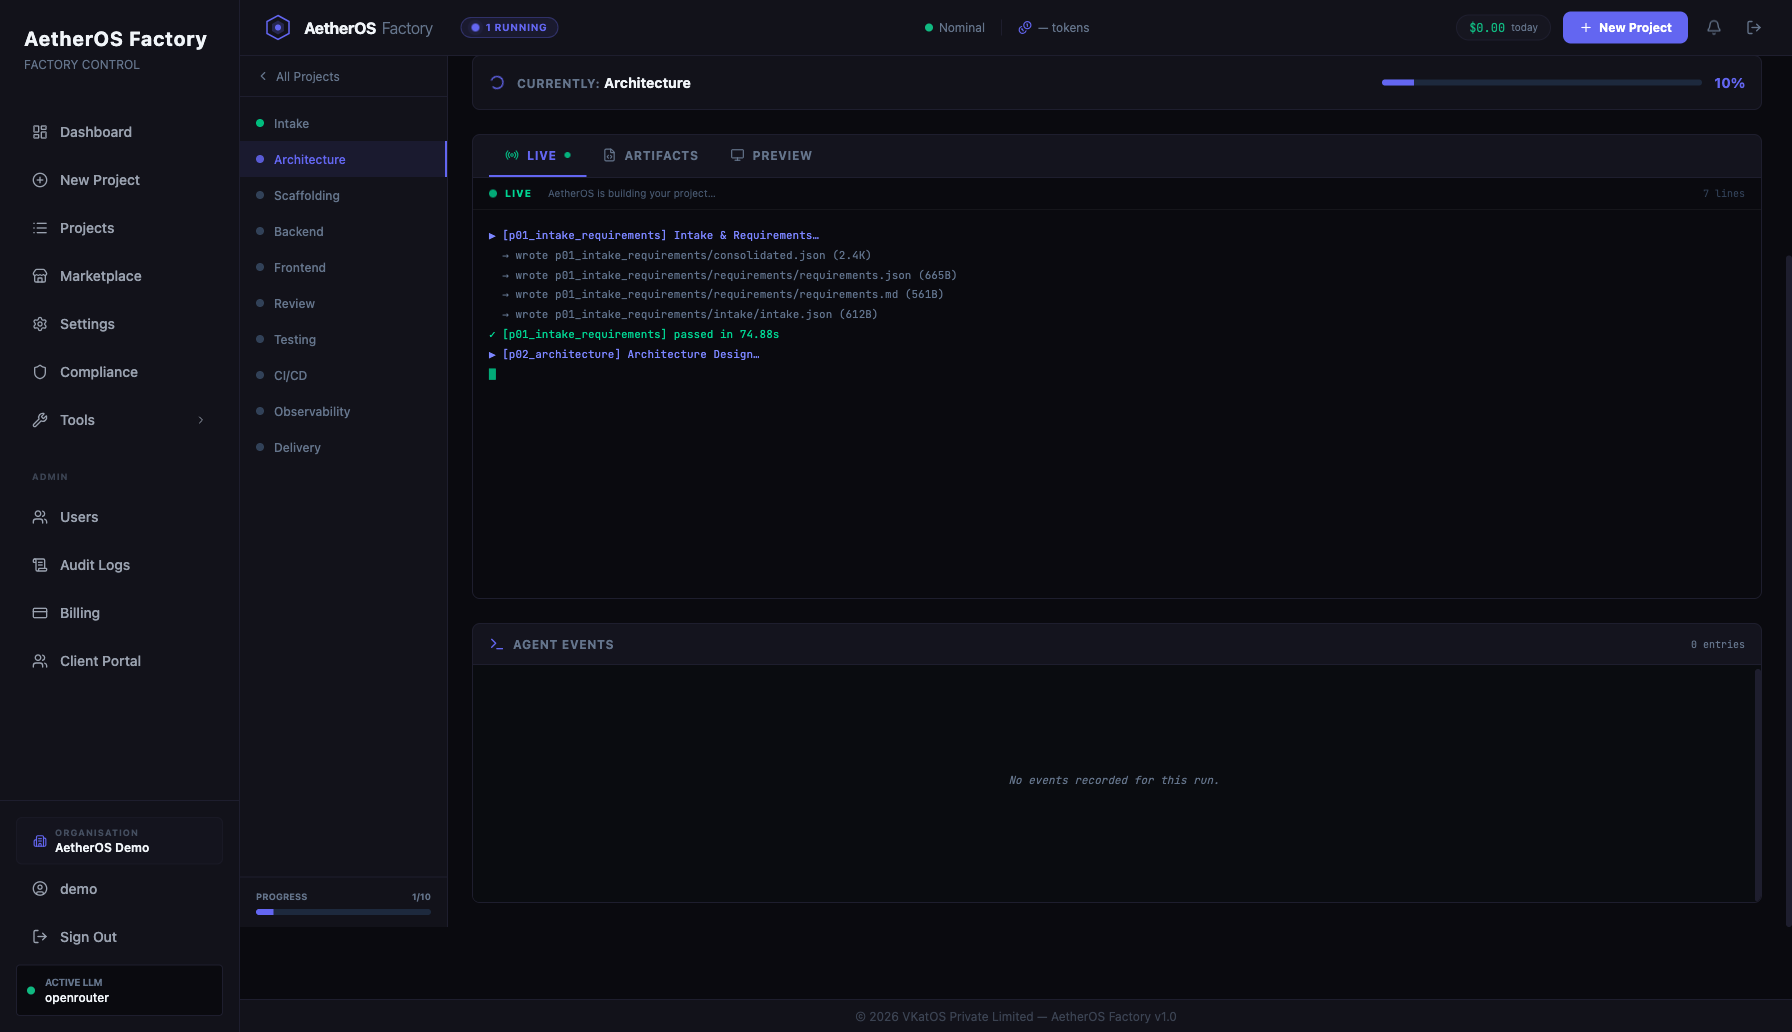 AetherOS Factory
FACTORY CONTROL
Dashboard
New Project
Projects
Marketplace
Settings
Compliance
Tools
ADMIN
Users
Audit Logs
Billing
Client Portal
ORGANISATION
AetherOS Demo
demo
Sign Out
ACTIVE LLM
openrouter
AetherOS Factory
1 RUNNING
Nominal
— tokens
$0.00 today
+ New Project
All Projects
Intake
Architecture
Scaffolding
Backend
Frontend
Review
Testing
CI/CD
Observability
Delivery
PROGRESS 1/10
CURRENTLY: Architecture
10%
LIVE
ARTIFACTS
PREVIEW
LIVE AetherOS is building your project... 7 lines
▶ [p01_intake_requirements] Intake & Requirements…
→ wrote p01_intake_requirements/consolidated.json (2.4K)
→ wrote p01_intake_requirements/requirements/requirements.json (665B)
→ wrote p01_intake_requirements/requirements/requirements.md (561B)
→ wrote p01_intake_requirements/intake/intake.json (612B)
✓ [p01_intake_requirements] passed in 74.88s
▶ [p02_architecture] Architecture Design…
AGENT EVENTS
0 entries
No events recorded for this run.
© 2026 VKatOS Private Limited — AetherOS Factory v1.0